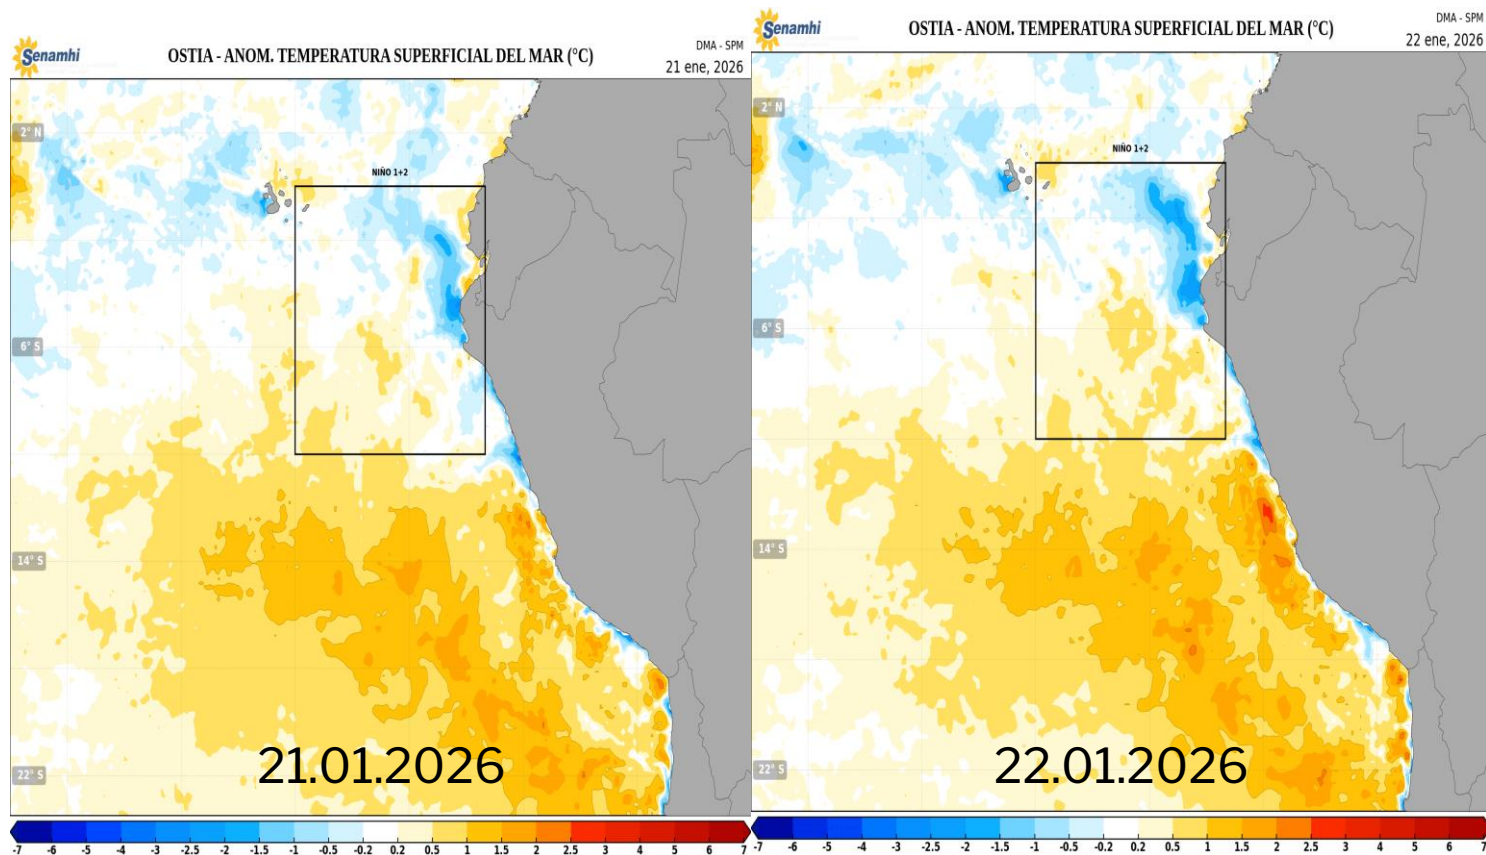 Senamhi
OSTIA - ANOM. TEMPERATURA SUPERFICIAL DEL MAR (°C)
DMA - SPM
21 ene, 2026
2° N
NIÑO 1+2
6° S
14° S
22° S
21.01.2026
-7 -6 -5 -4 -3 -2.5 -2 -1.5 -1 -0.5 -0.2 0.2 0.5 1 1.5 2 2.5 3 4 5 6 7
Senamhi
OSTIA - ANOM. TEMPERATURA SUPERFICIAL DEL MAR (°C)
DMA - SPM
22 ene, 2026
2° N
NIÑO 1+2
6° S
14° S
22° S
22.01.2026
-7 -6 -5 -4 -3 -2.5 -2 -1.5 -1 -0.5 -0.2 0.2 0.5 1 1.5 2 2.5 3 4 5 6 7